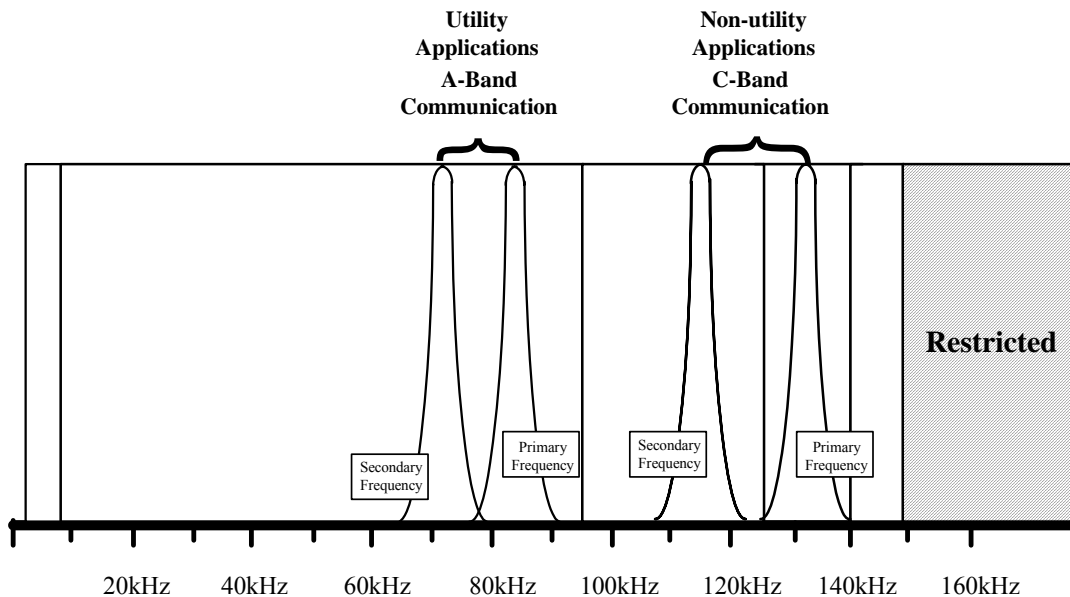 Utility
Applications
A-Band
Communication
Non-utility
Applications
C-Band
Communication
Restricted
Secondary
Frequency
Primary
Frequency
Secondary
Frequency
Primary
Frequency
20kHz
40kHz
60kHz
80kHz
100kHz
120kHz
140kHz
160kHz